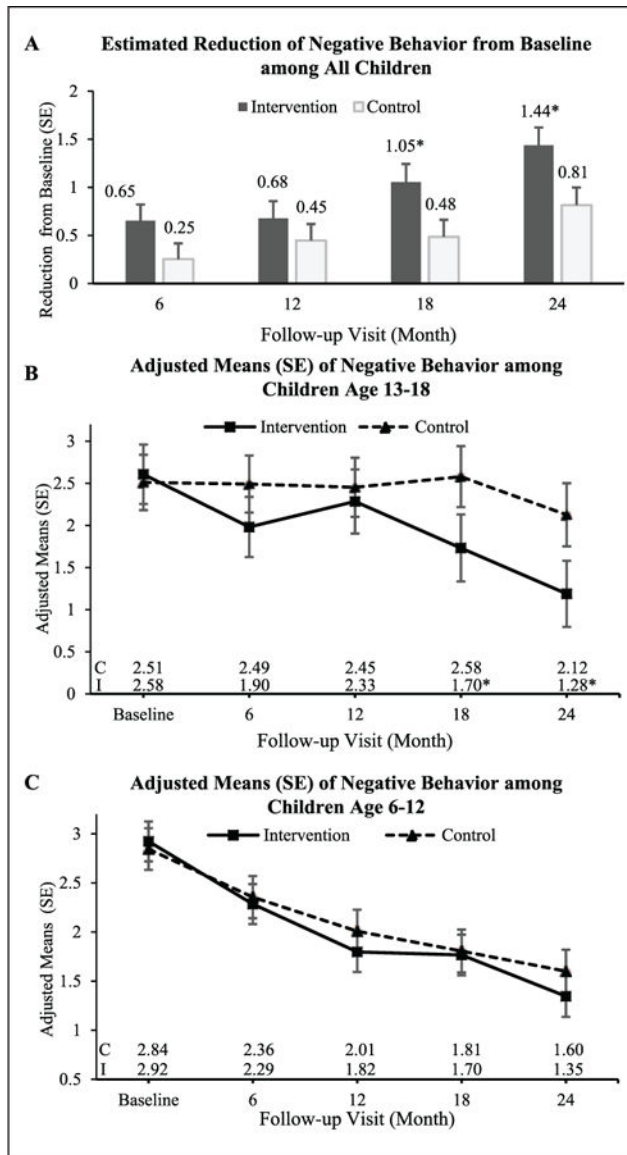 A
Estimated Reduction of Negative Behavior from Baseline
among All Children
Reduction from Baseline (SE)
2
1.5
1
0.5
0
Intervention Control
0.65 0.25 0.68 0.45 1.05* 0.48 1.44* 0.81
6 12 18 24
Follow-up Visit (Month)
B
Adjusted Means (SE) of Negative Behavior among
Children Age 13-18
Adjusted Means (SE)
3
2.5
2
1.5
1
0.5
0
Intervention Control
C 2.51 2.49 2.45 2.58 2.12
I 2.58 1.90 2.33 1.70* 1.28*
Baseline 6 12 18 24
Follow-up Visit (Month)
C
Adjusted Means (SE) of Negative Behavior among
Children Age 6-12
Adjusted Means (SE)
3
2.5
2
1.5
1
0.5
Intervention Control
C 2.84 2.36 2.01 1.81 1.60
I 2.92 2.29 1.82 1.70 1.35
Baseline 6 12 18 24
Follow-up Visit (Month)